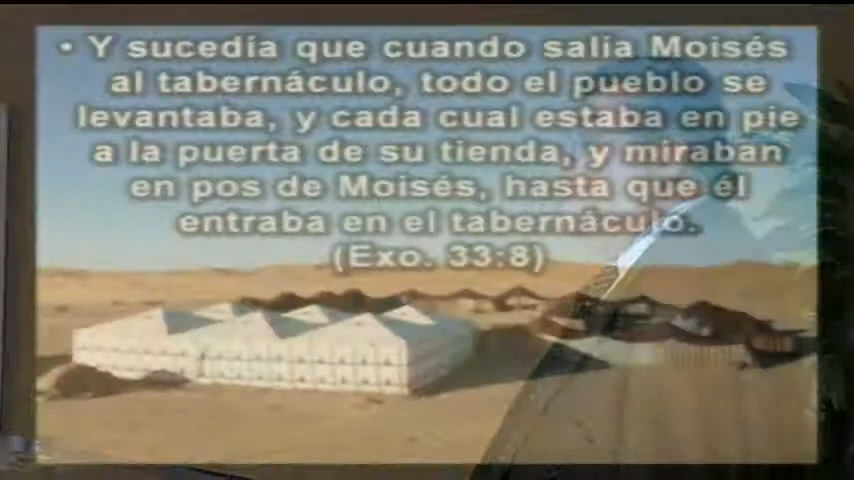 • Y sucedía que cuando salía Moisés
al tabernáculo, todo el pueblo se
levantaba, y cada cual estaba en pie
a la puerta de su tienda, y miraban
en pos de Moisés, hasta que él
entraba en el tabernáculo.
(Exo. 33:8)